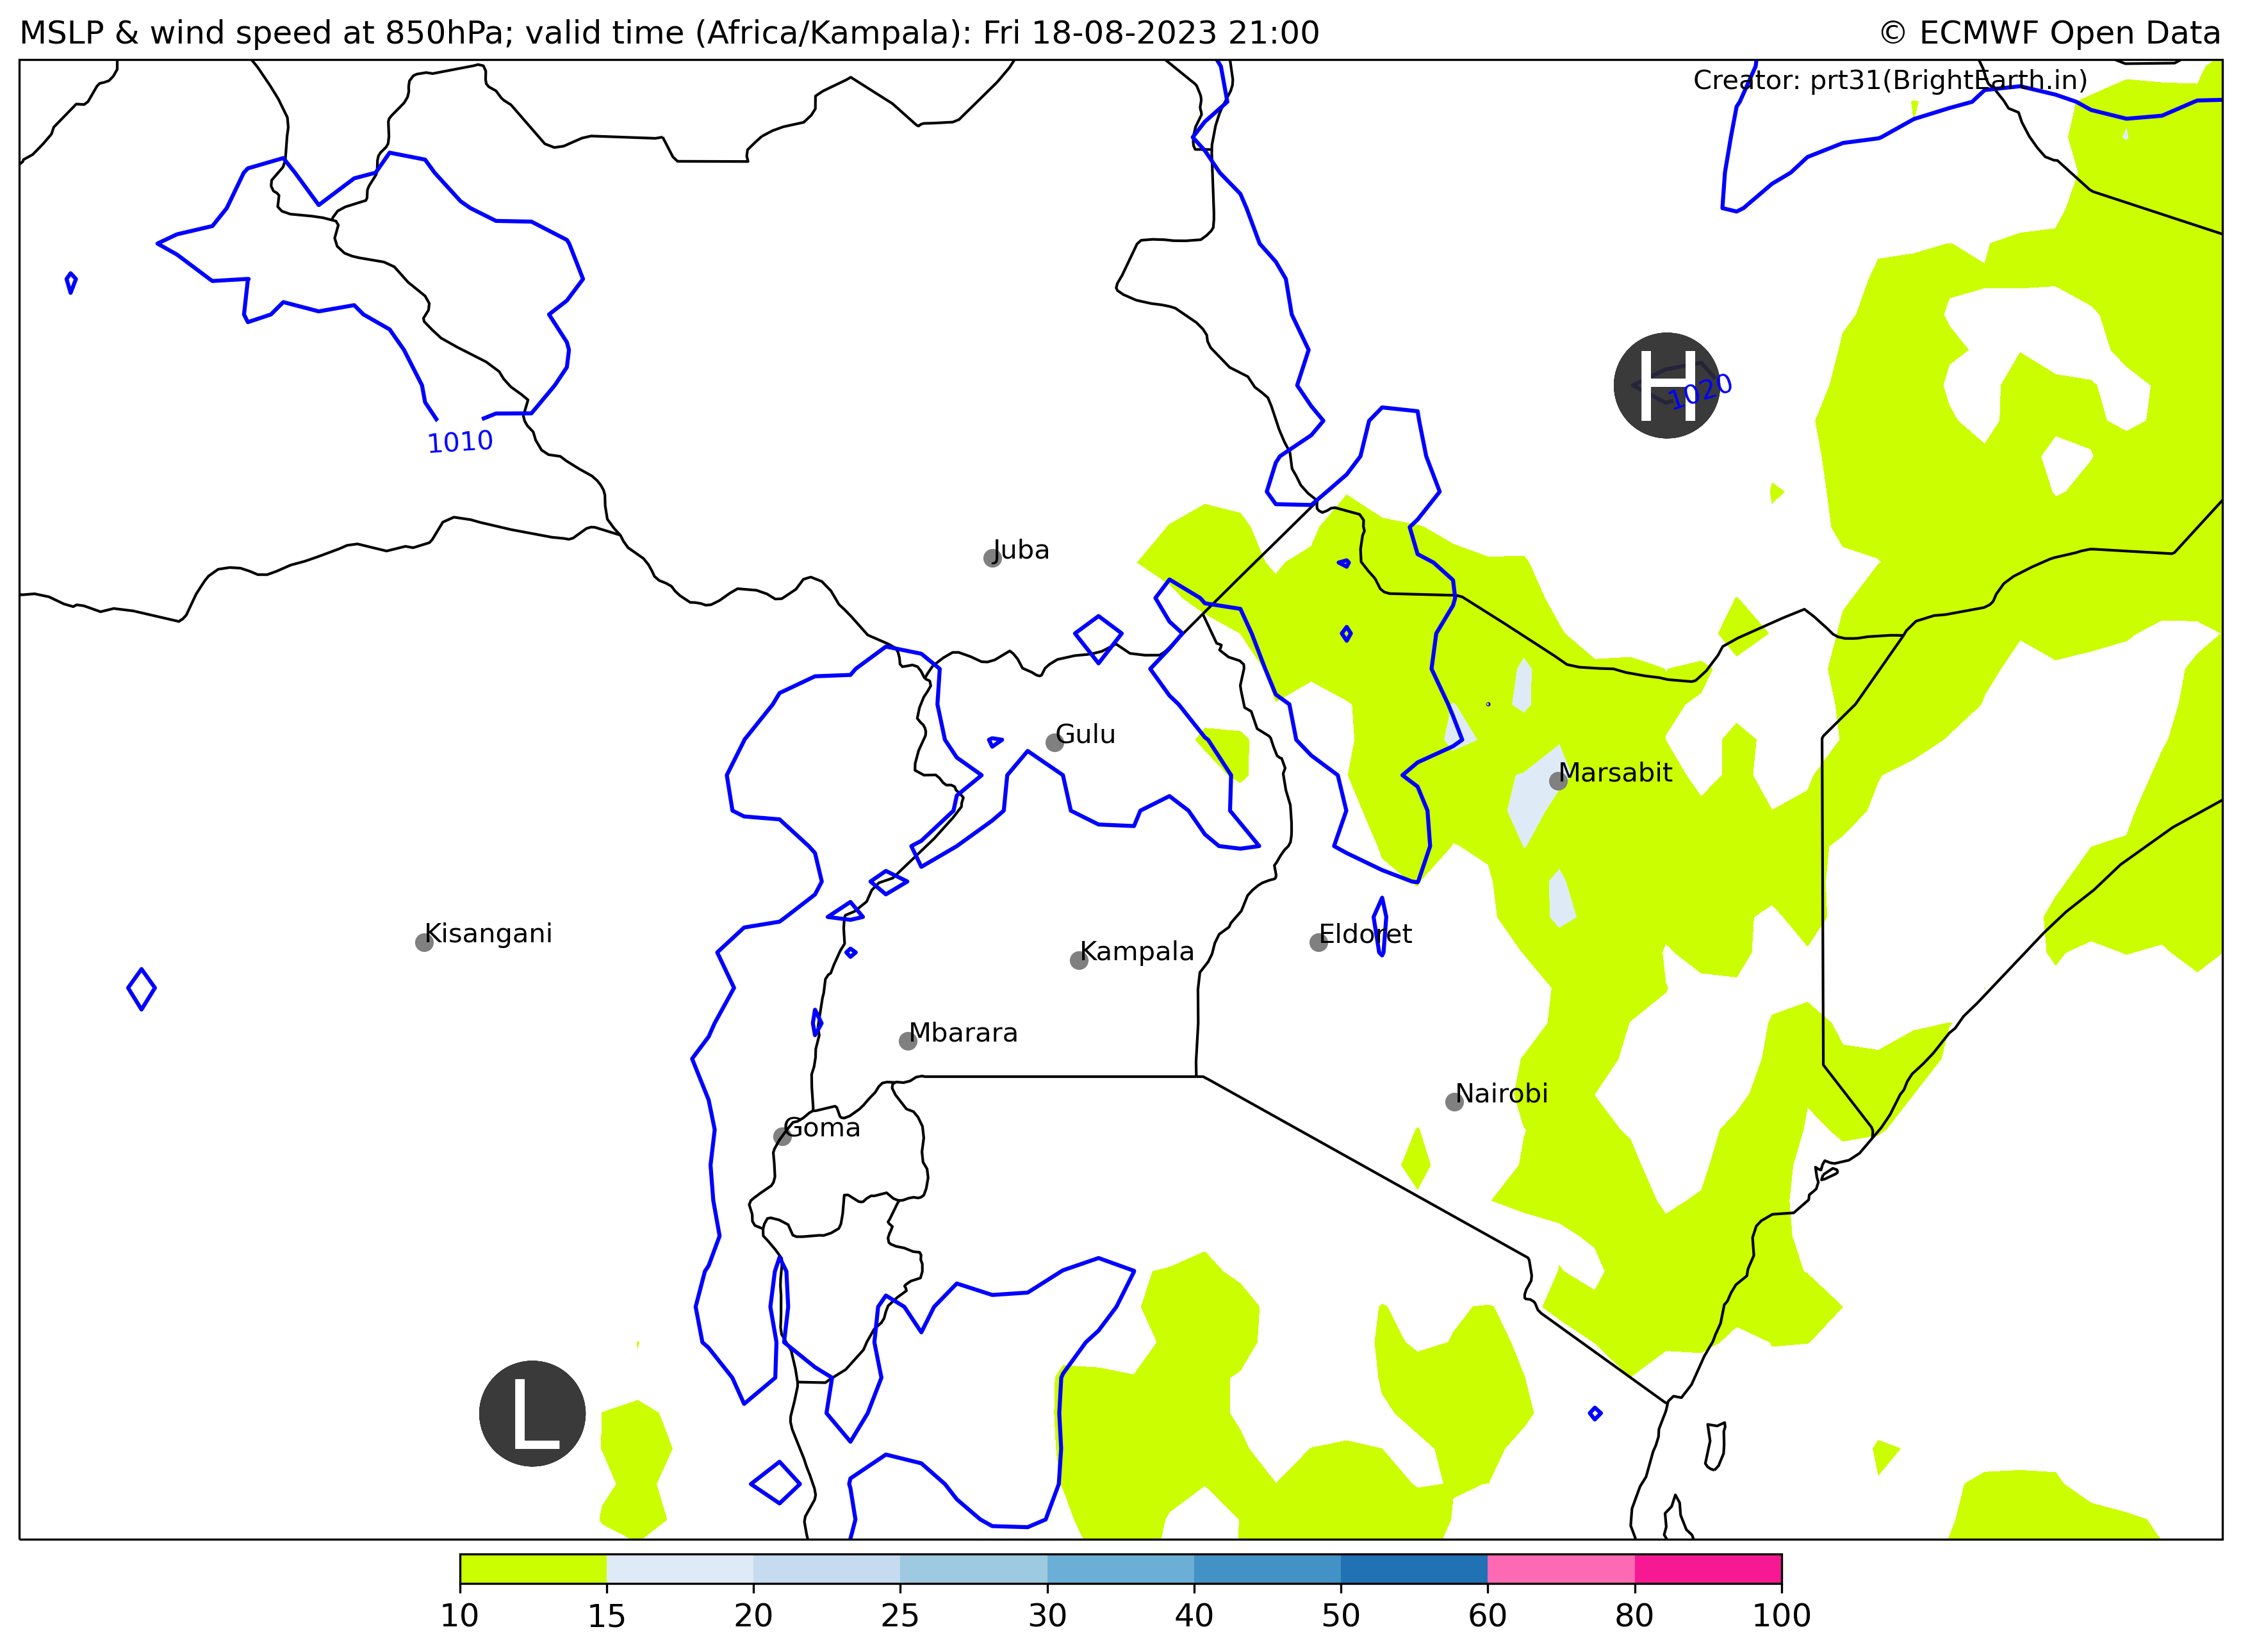 MSLP & wind speed at 850hPa; valid time (Africa/Kampala): Fri 18-08-2023 21:00
© ECMWF Open Data
Creator: prt31(BrightEarth.in)
H
1020
1010
Juba
Gulu
Marsabit
Kisangani
Eldoret
Kampala
Mbarara
Nairobi
Goma
L
10 15 20 25 30 40 50 60 80 100